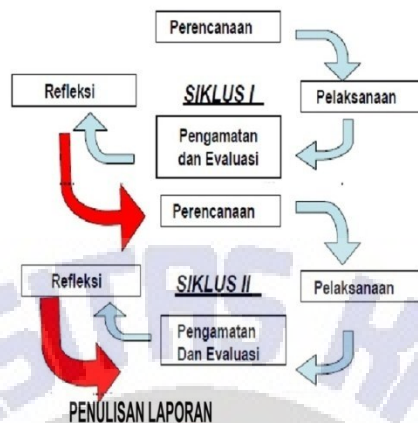 Perencanaan
Refleksi
SIKLUS I
Pelaksanaan
Pengamatan
dan Evaluasi
Perencanaan
Refleksi
SIKLUS II
Pelaksanaan
Pengamatan
Dan Evaluasi
PENULISAN LAPORAN